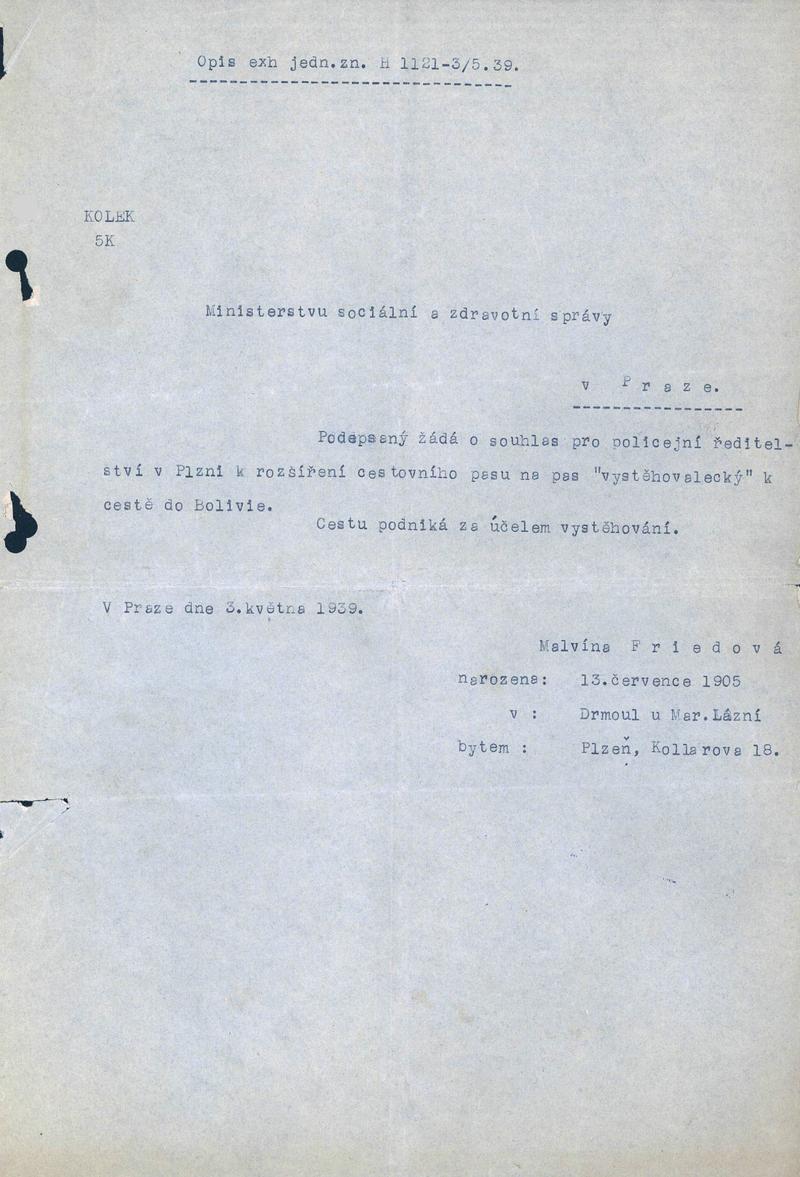 Opis exh jedn.zn. H 1121-3/5.39.
KOLEK
5K
Ministerstvu sociální a zdravotní správy
v P r a z e.
Podepsaný žádá o souhlas pro policejní ředitel-
ství v Plzni k rozšíření cestovního pasu na pas "vystěhovalecký" k
cestě do Bolivie.
Cestu podniká za účelem vystěhování.
V Praze dne 3.května 1939.
Malvína F r i e d o v á
narozena: 13.července 1905
v : Drmoul u Mar.Lázní
bytem : Plzeň, Kollarova 18.